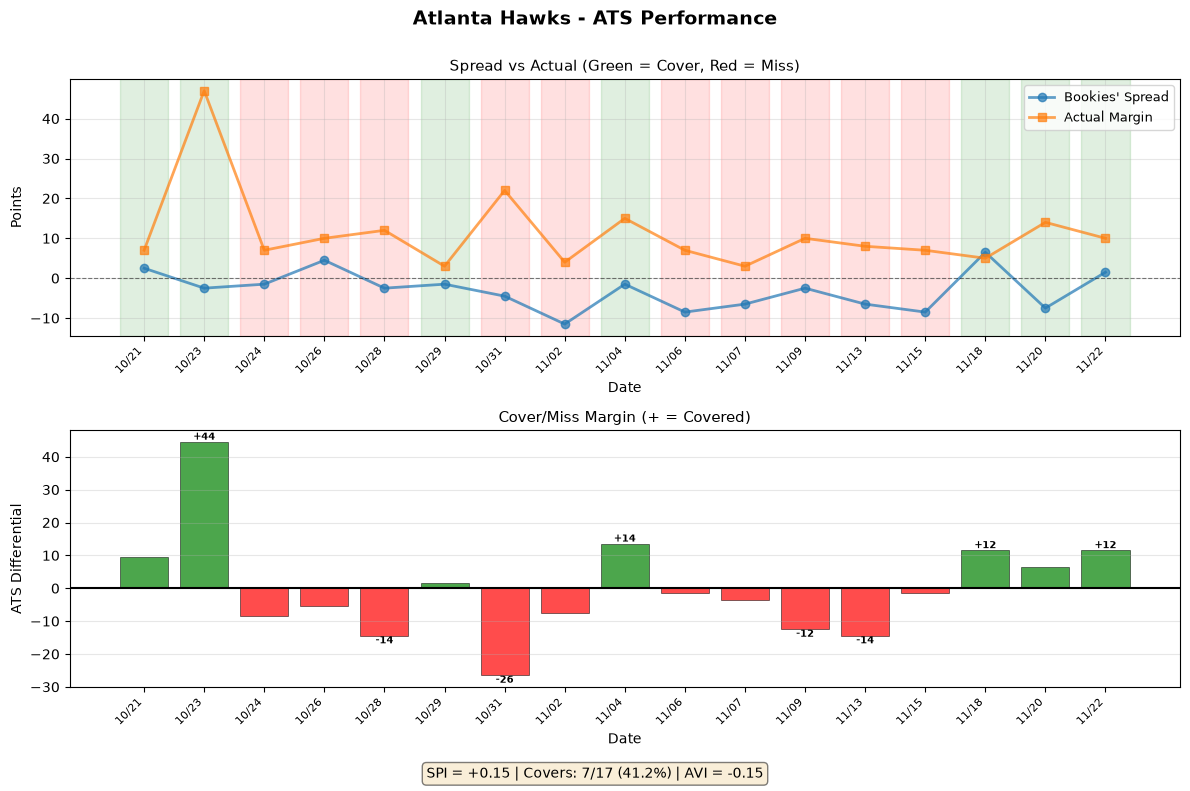 Atlanta Hawks - ATS Performance
Spread vs Actual (Green = Cover, Red = Miss)
Bookies' Spread
Actual Margin
Points
40
30
20
10
0
−10
10/21 10/23 10/24 10/26 10/28 10/29 10/31 11/02 11/04 11/06 11/07 11/09 11/13 11/15 11/18 11/20 11/22
Date
Cover/Miss Margin (+ = Covered)
ATS Differential
40
30
20
10
0
−10
−20
−30
+44
-14
-26
+14
-12
-14
+12
+12
10/21 10/23 10/24 10/26 10/28 10/29 10/31 11/02 11/04 11/06 11/07 11/09 11/13 11/15 11/18 11/20 11/22
Date
SPI = +0.15 | Covers: 7/17 (41.2%) | AVI = -0.15